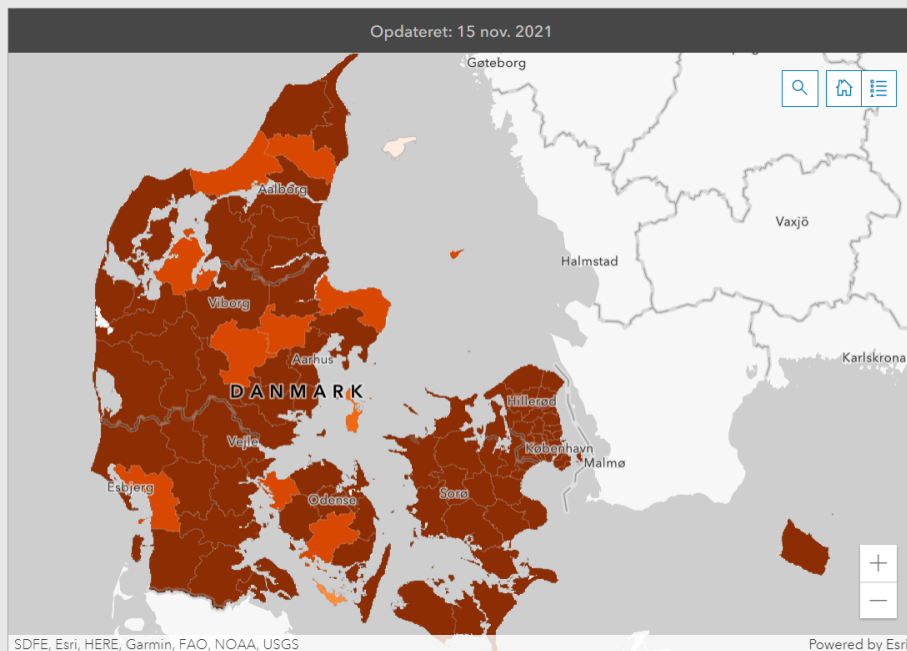 Opdateret: 15 nov. 2021
Gøteborg
Aalborg
Vaxjö
Halmstad
Viborg
Aarhus
Karlskrona
DANMARK
Hillerød
Vejle
København
Malmø
Esbjerg
Odense
Sorø
SDFE, Esri, HERE, Garmin, FAO, NOAA, USGS
Powered by Esri